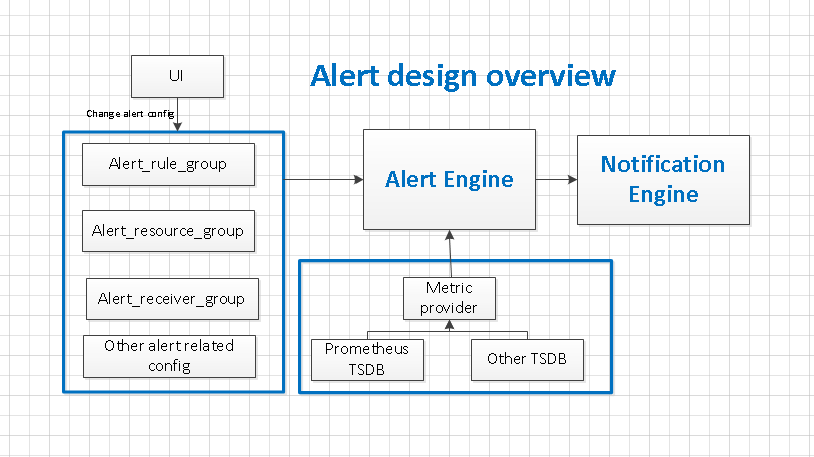 Alert design overview
UI
Change alert config
Alert_rule_group
Alert_resource_group
Alert_receiver_group
Other alert related
config
Alert Engine
Notification
Engine
Metric
provider
Prometheus
TSDB
Other TSDB